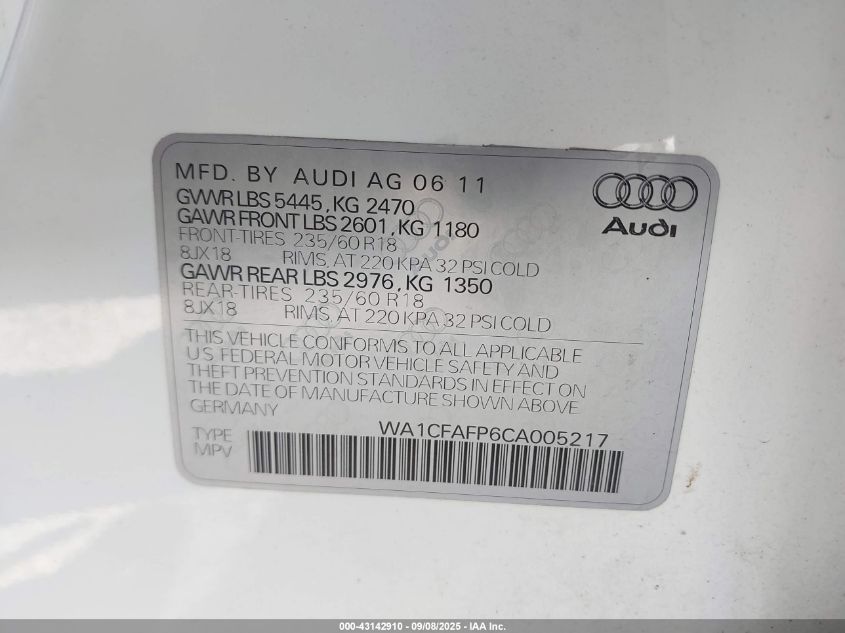 MFD. BY AUDI AG 06 11
GVWR LBS 5445, KG 2470
GAWR FRONT LBS 2601, KG 1180
FRONT-TIRES 235/60 R18
8JX18 RIMS, AT 220 KPA 32 PSI COLD
GAWR REAR LBS 2976, KG 1350
REAR-TIRES 235/60 R18
8JX18 RIMS, AT 220 KPA 32 PSI COLD
Audi
THIS VEHICLE CONFORMS TO ALL APPLICABLE
U.S. FEDERAL MOTOR VEHICLE SAFETY AND
THEFT PREVENTION STANDARDS IN EFFECT ON
THE DATE OF MANUFACTURE SHOWN ABOVE
GERMANY
WA1CFAFP6CA005217
TYPE
MPV
000-43142910 - 09/08/2025 - IAA Inc.